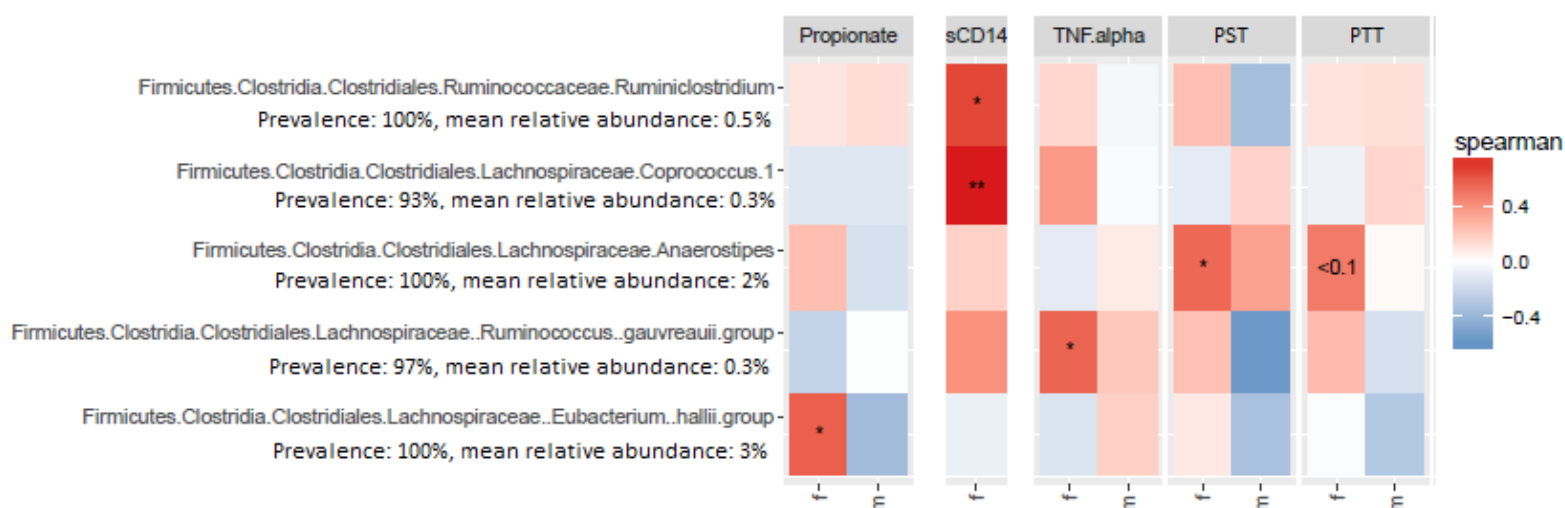 Propionate sCD14 TNF.alpha PST PTT
Firmicutes.Clostridia.Clostridiales.Ruminococcaceae.Ruminiclostridium
Prevalence: 100%, mean relative abundance: 0.5%
*
Firmicutes.Clostridia.Clostridiales.Lachnospiraceae.Coprococcus.1
Prevalence: 93%, mean relative abundance: 0.3%
**
Firmicutes.Clostridia.Clostridiales.Lachnospiraceae.Anaerostipes
Prevalence: 100%, mean relative abundance: 2%
* <0.1
Firmicutes.Clostridia.Clostridiales.Lachnospiraceae..Ruminococcus..gauvreauii.group
Prevalence: 97%, mean relative abundance: 0.3%
*
Firmicutes.Clostridia.Clostridiales.Lachnospiraceae..Eubacterium..hallii.group
Prevalence: 100%, mean relative abundance: 3%
*
f m f f m f m f m
spearman
0.4
0.0
−0.4